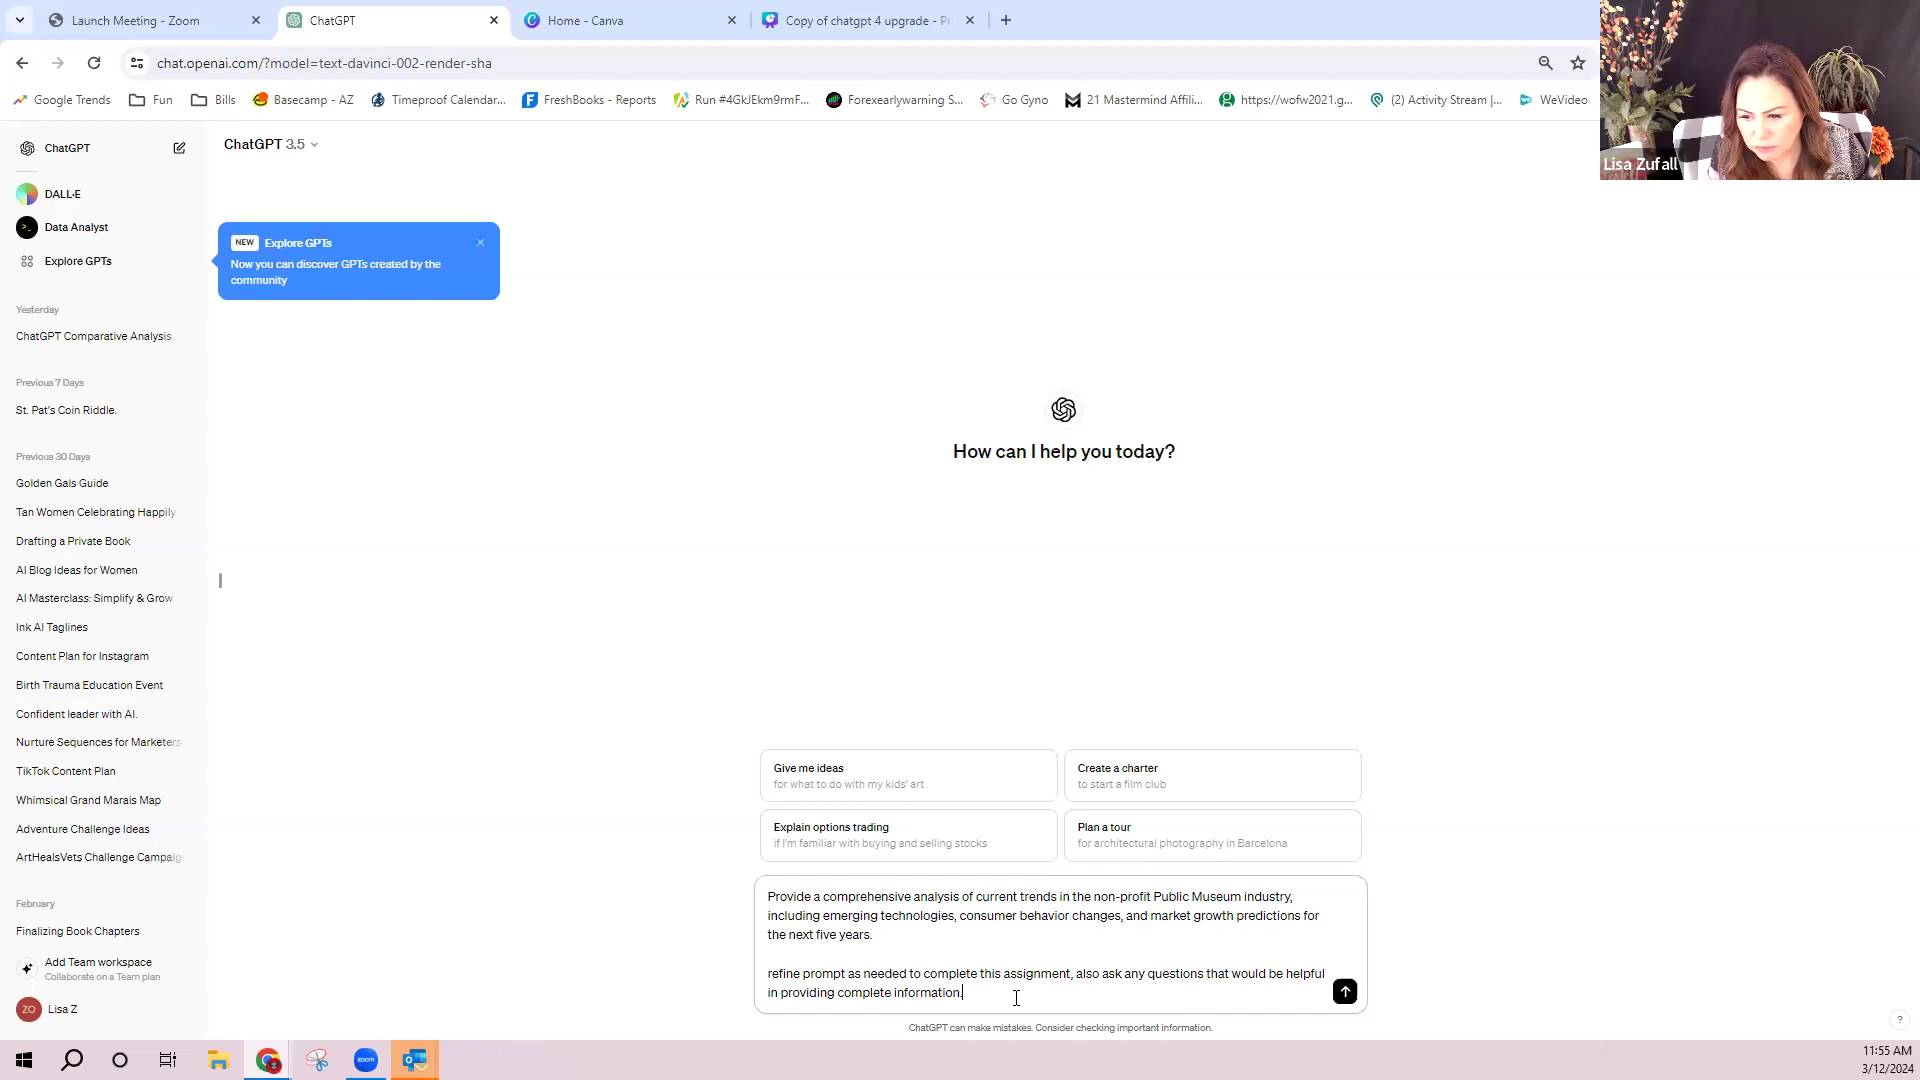 Launch Meeting - Zoom
ChatGPT
Home - Canva
Copy of chatgpt 4 upgrade - Pr
chat.openai.com/?model=text-davinci-002-render-sha
Google Trends
Fun
Bills
Basecamp - AZ
Timeproof Calendar...
FreshBooks - Reports
Run #4GkJEkm9rmF...
Forexearlywarning S...
Go Gyno
21 Mastermind Affili...
https://wofw2021.g...
(2) Activity Stream |...
WeVideo
Lisa Zufall
ChatGPT
DALL·E
Data Analyst
Explore GPTs
Yesterday
ChatGPT Comparative Analysis
Previous 7 Days
St. Pat's Coin Riddle.
Previous 30 Days
Golden Gals Guide
Tan Women Celebrating Happily
Drafting a Private Book
AI Blog Ideas for Women
AI Masterclass: Simplify & Grow
Ink AI Taglines
Content Plan for Instagram
Birth Trauma Education Event
Confident leader with AI.
Nurture Sequences for Marketers
TikTok Content Plan
Whimsical Grand Marais Map
Adventure Challenge Ideas
ArtHealsVets Challenge Campaig
February
Finalizing Book Chapters
Add Team workspace
Collaborate on a Team plan
ZO
Lisa Z
ChatGPT 3.5
NEW Explore GPTs
Now you can discover GPTs created by the
community
How can I help you today?
Give me ideas
for what to do with my kids' art
Create a charter
to start a film club
Explain options trading
if I'm familiar with buying and selling stocks
Plan a tour
for architectural photography in Barcelona
Provide a comprehensive analysis of current trends in the non-profit Public Museum industry,
including emerging technologies, consumer behavior changes, and market growth predictions for
the next five years.
refine prompt as needed to complete this assignment, also ask any questions that would be helpful
in providing complete information.
ChatGPT can make mistakes. Consider checking important information.
?
zoom
11:55 AM
3/12/2024